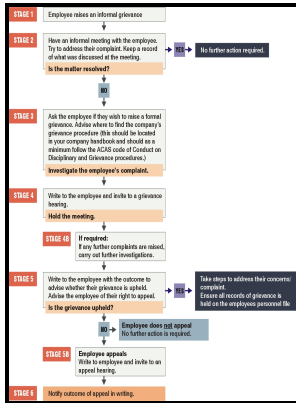 STAGE 1
Employee raises an informal grievance
STAGE 2
Have an informal meeting with the employee.
Try to address their complaint. Keep a record
of what was discussed at the meeting.
Is the matter resolved?
YES
No further action required.
NO
STAGE 3
Ask the employee if they wish to raise a formal
grievance. Advise where to find the company's
grievance procedure (this should be located
in your company handbook and should as a
minimum follow the ACAS code of Conduct on
Disciplinary and Grievance procedures.)
Investigate the employee's complaint.
STAGE 4
Write to the employee and invite to a grievance
hearing.
Hold the meeting.
STAGE 4B
If required:
If any further complaints are raised,
carry out further investigations.
STAGE 5
Write to the employee with the outcome to
advise whether their grievance is upheld.
Advise the employee of their right to appeal.
Is the grievance upheld?
YES
Take steps to address their concerns/
complaint.
Ensure all records of grievance is
held on the employees personnel file
NO
Employee does not appeal
No further action is required.
STAGE 5B
Employee appeals
Write to employee and invite to an
appeal hearing.
STAGE 6
Notify outcome of appeal in writing.